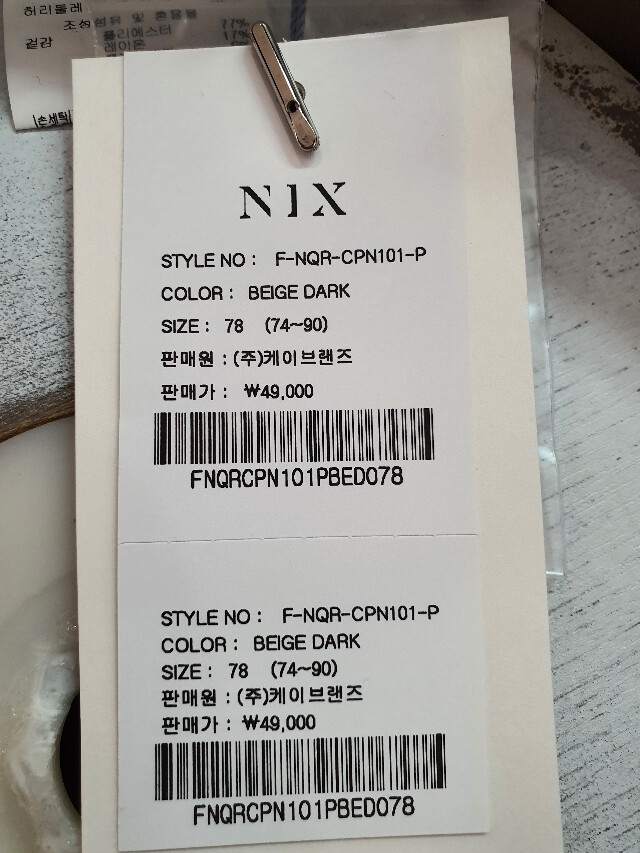 허리둘레
폴리에스터 77%
겉감 레이온 17%
NIX
STYLE NO : F-NQR-CPN101-P
COLOR : BEIGE DARK
SIZE : 78 (74~90)
판매원 : (주)케이브랜즈
판매가 : ₩49,000
FNQRCPN101PBED078
STYLE NO : F-NQR-CPN101-P
COLOR : BEIGE DARK
SIZE : 78 (74~90)
판매원 : (주)케이브랜즈
판매가 : ₩49,000
FNQRCPN101PBED078